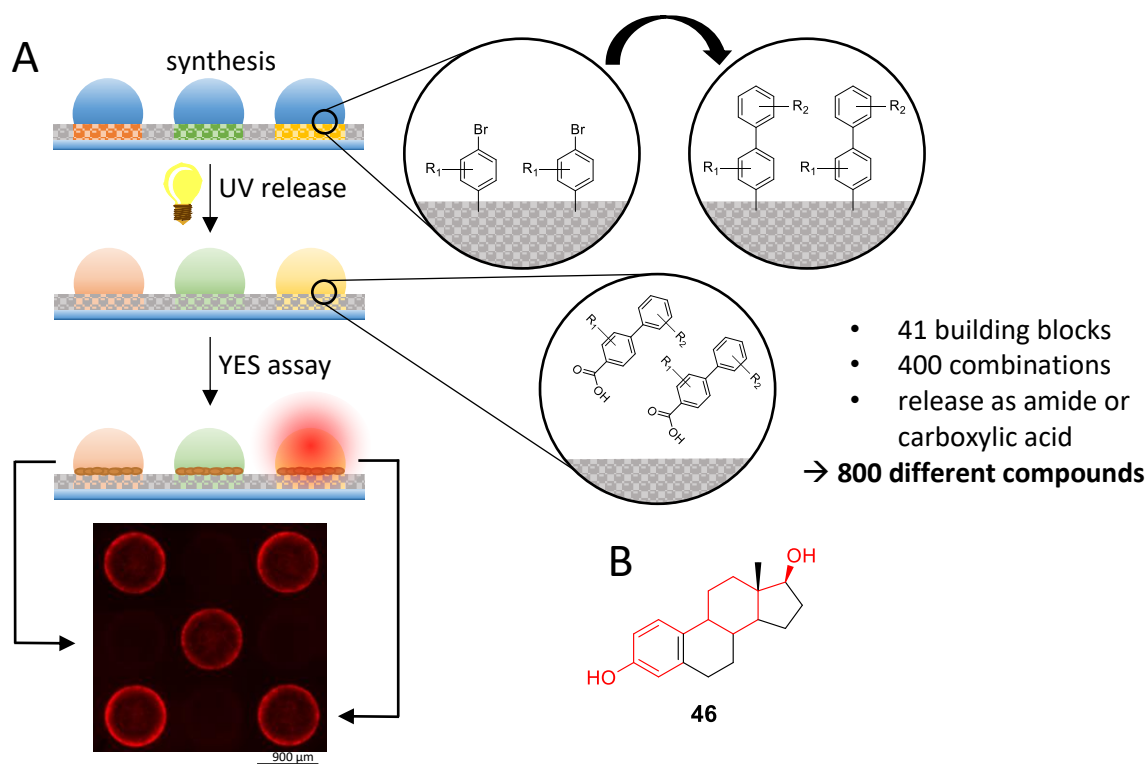 A
synthesis
Br
Br
R1
R1
R2
R2
R1
R1
UV release
R1
R2
O
OH
R1
R2
O
OH
YES assay
• 41 building blocks
• 400 combinations
• release as amide or
carboxylic acid
→ 800 different compounds
B
OH
HO
46
900 µm